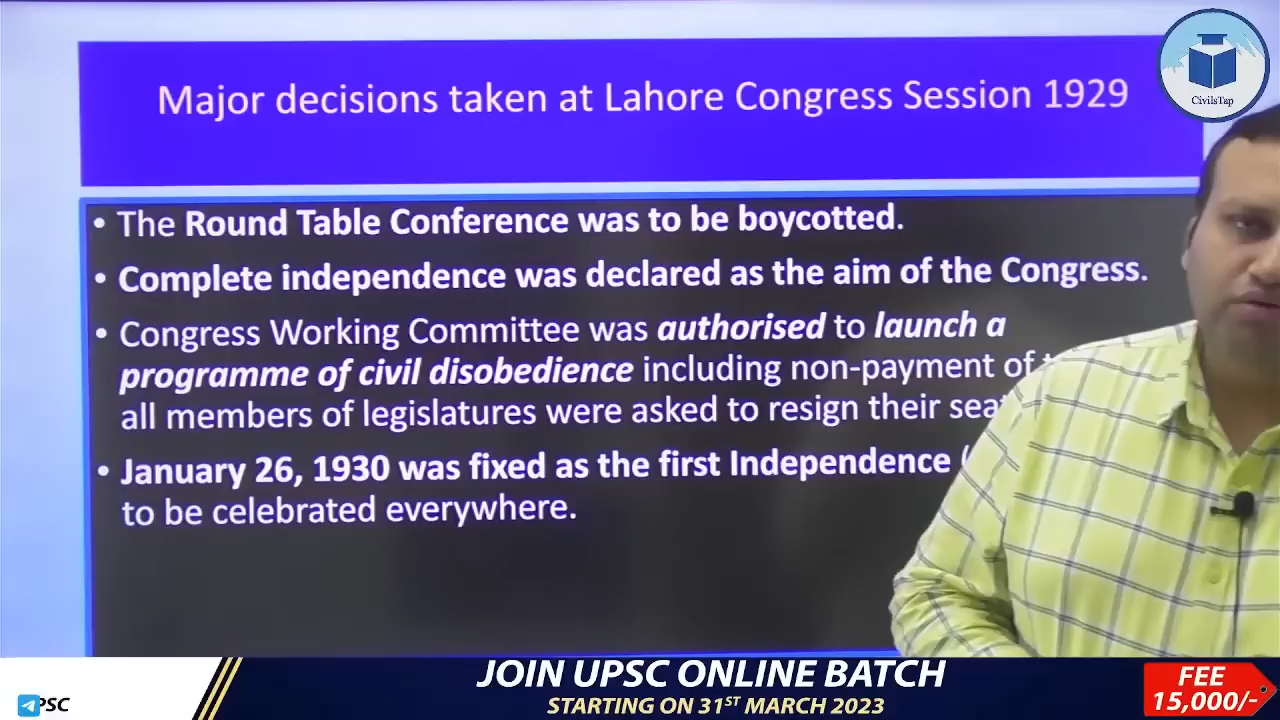 Major decisions taken at Lahore Congress Session 1929
CivilsTap
• The Round Table Conference was to be boycotted.
• Complete independence was declared as the aim of the Congress.
• Congress Working Committee was authorised to launch a
programme of civil disobedience including non-payment of
all members of legislatures were asked to resign their
• January 26, 1930 was fixed as the first Independence
to be celebrated everywhere.
JOIN UPSC ONLINE BATCH
STARTING ON 31ST MARCH 2023
FEE
15,000/-
PSC